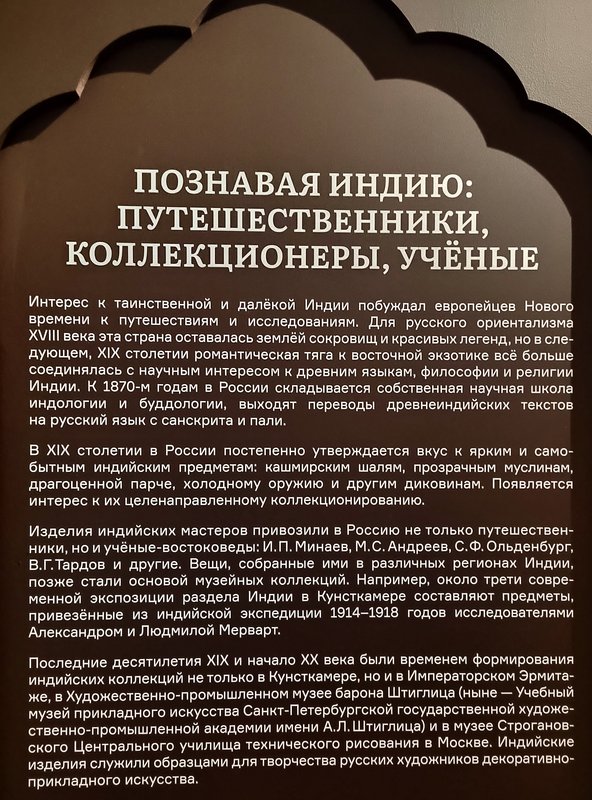 ПОЗНАВАЯ ИНДИЮ:
ПУТЕШЕСТВЕННИКИ,
КОЛЛЕКЦИОНЕРЫ, УЧЁНЫЕ
Интерес к таинственной и далёкой Индии побуждал европейцев Нового
времени к путешествиям и исследованиям. Для русского ориентализма
XVIII века эта страна оставалась землёй сокровищ и красивых легенд, но в сле-
дующем, XIX столетии романтическая тяга к восточной экзотике всё больше
соединялась с научным интересом к древним языкам, философии и религии
Индии. К 1870-м годам в России складывается собственная научная школа
индологии и буддологии, выходят переводы древнеиндийских текстов
на русский язык с санскрита и пали.
В XIX столетии в России постепенно утверждается вкус к ярким и само-
бытным индийским предметам: кашмирским шалям, прозрачным муслинам,
драгоценной парче, холодному оружию и другим диковинам. Появляется
интерес к их целенаправленному коллекционированию.
Изделия индийских мастеров привозили в Россию не только путешествен-
ники, но и учёные-востоковеды: И.П. Минаев, М.С. Андреев, С.Ф. Ольденбург,
В.Г. Тардов и другие. Вещи, собранные ими в различных регионах Индии,
позже стали основой музейных коллекций. Например, около трети совре-
менной экспозиции раздела Индии в Кунсткамере составляют предметы,
привезённые из индийской экспедиции 1914–1918 годов исследователями
Александром и Людмилой Мерварт.
Последние десятилетия XIX и начало XX века были временем формирования
индийских коллекций не только в Кунсткамере, но и в Императорском Эрмита-
же, в Художественно-промышленном музее барона Штиглица (ныне — Учебный
музей прикладного искусства Санкт-Петербургской государственной художе-
ственно-промышленной академии имени А.Л. Штиглица) и в музее Строганов-
ского Центрального училища технического рисования в Москве. Индийские
изделия служили образцами для творчества русских художников декоративно-
прикладного искусства.